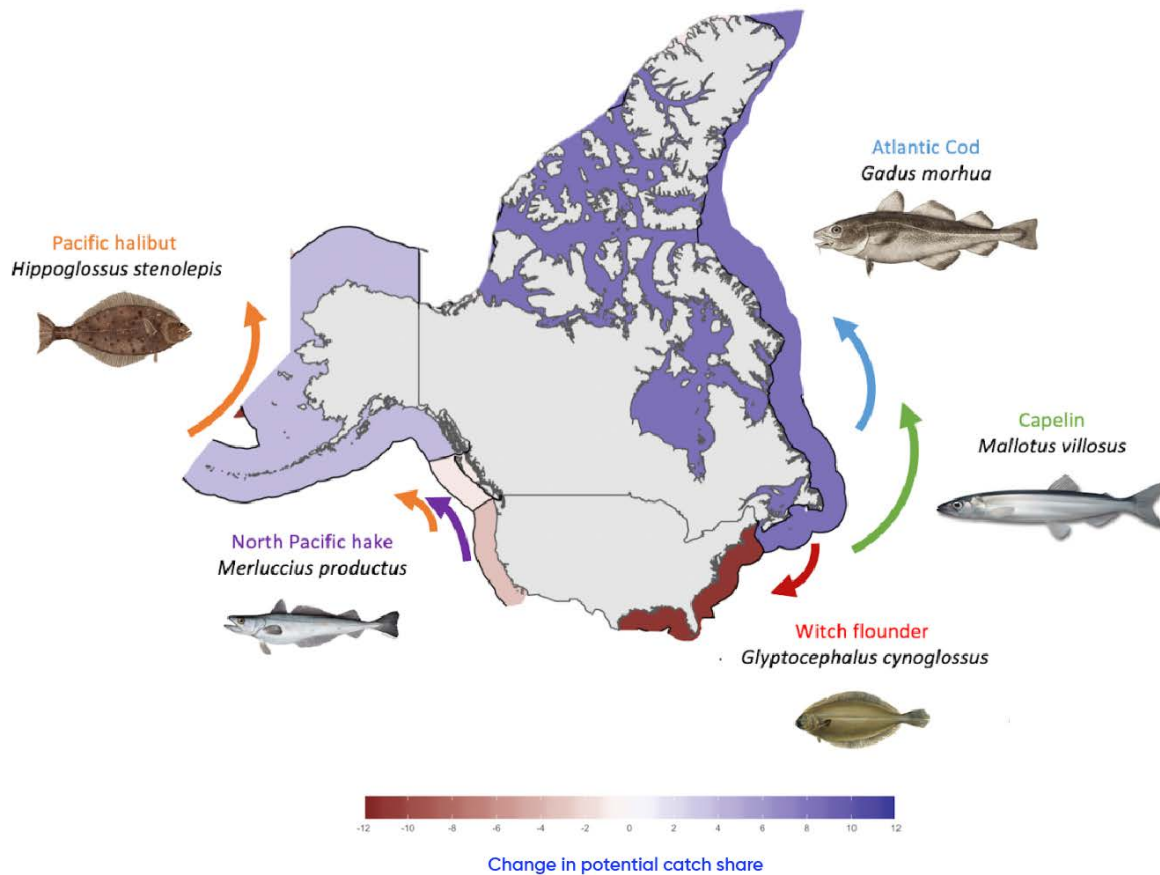 Atlantic Cod
Gadus morhua
Pacific halibut
Hippoglossus stenolepis
Capelin
Mallotus villosus
North Pacific hake
Merluccius productus
Witch flounder
Glyptocephalus cynoglossus
-12 -10 -8 -6 -4 -2 0 2 4 6 8 10 12
Change in potential catch share